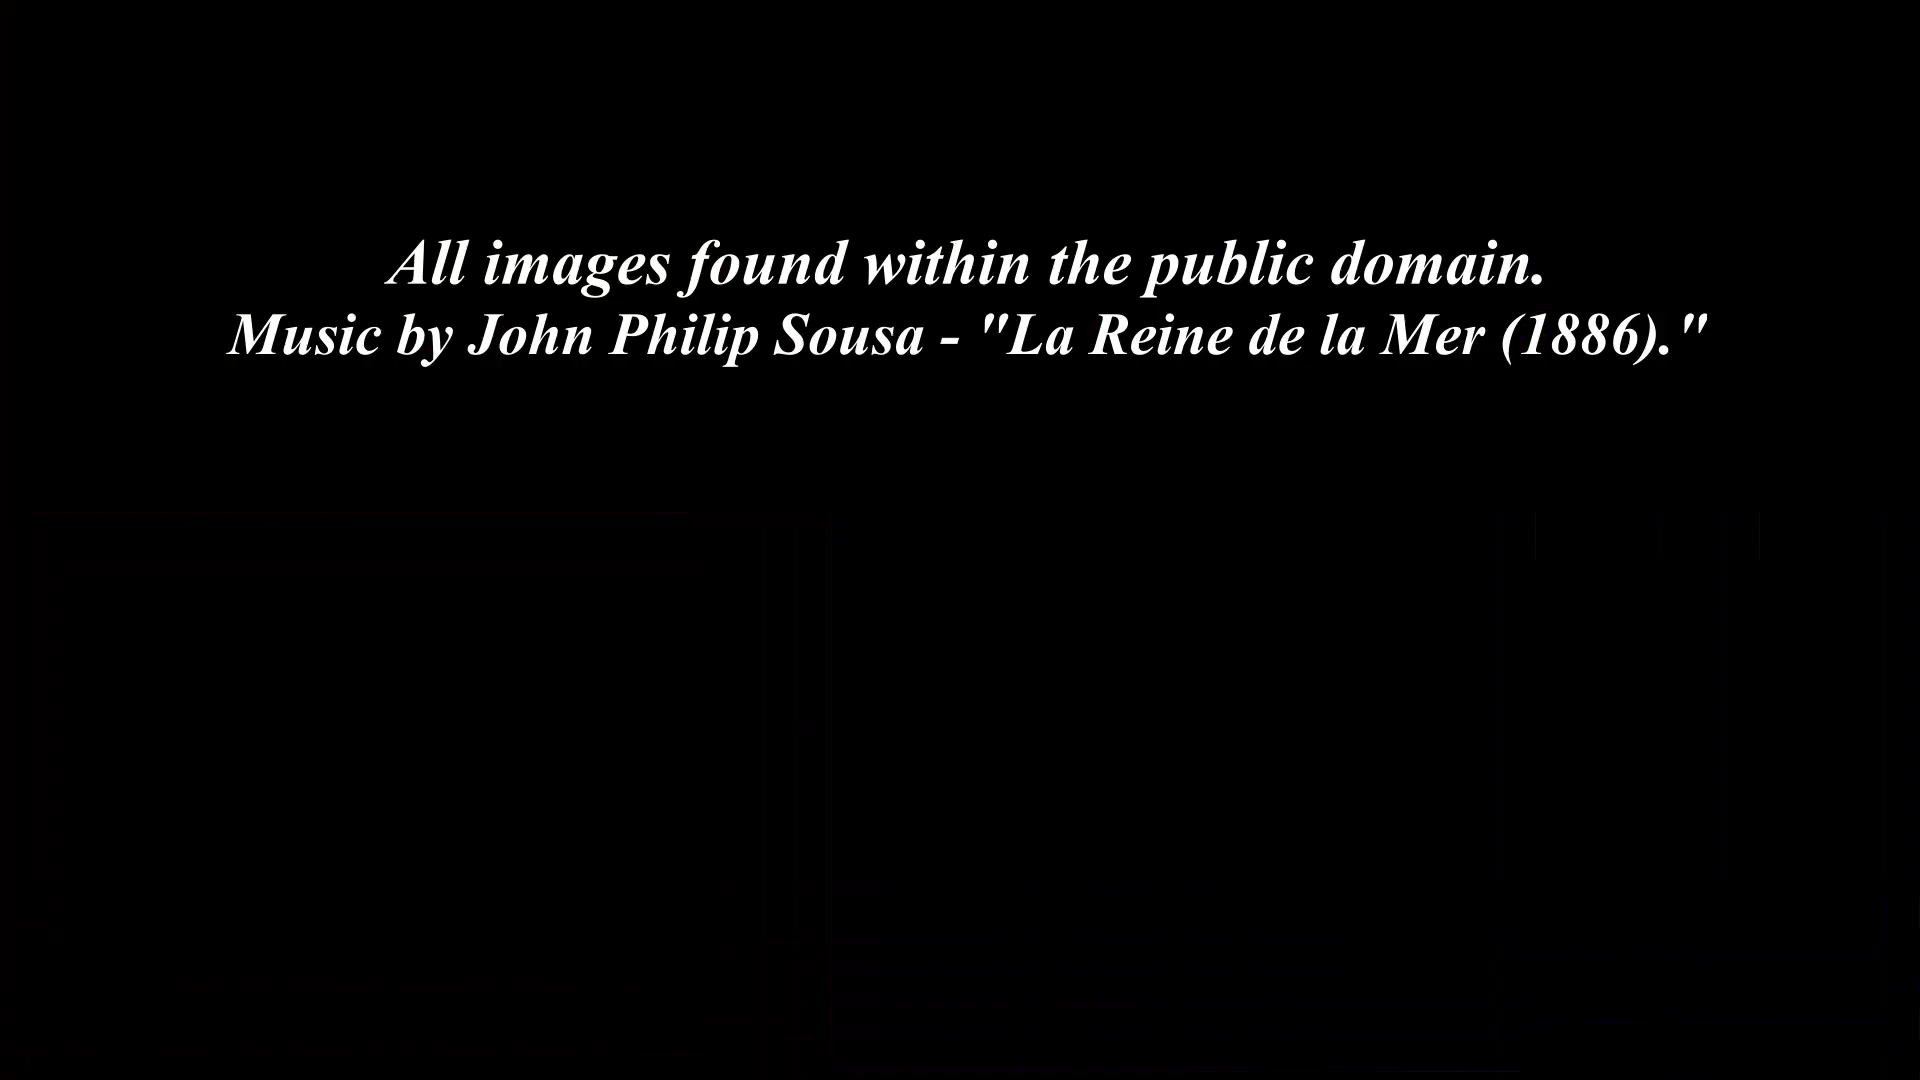 All images found within the public domain.
Music by John Philip Sousa - "La Reine de la Mer (1886)."